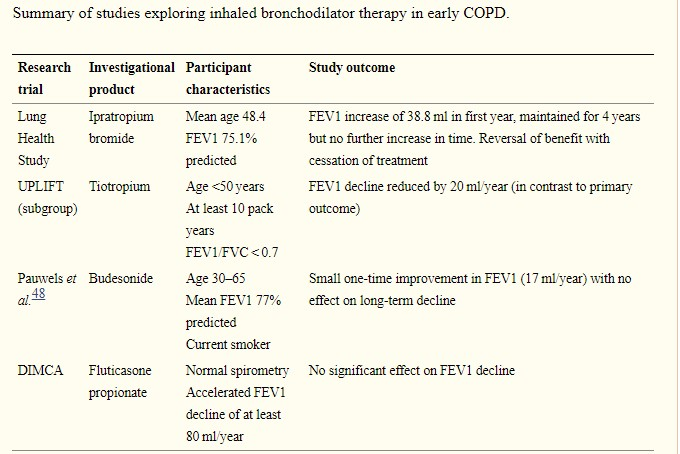 Summary of studies exploring inhaled bronchodilator therapy in early COPD.
Research trial Investigational product Participant characteristics Study outcome
Lung Health Study
Ipratropium bromide
Mean age 48.4
FEV1 75.1% predicted
FEV1 increase of 38.8 ml in first year, maintained for 4 years
but no further increase in time. Reversal of benefit with
cessation of treatment
UPLIFT (subgroup)
Tiotropium
Age <50 years
At least 10 pack years
FEV1/FVC <0.7
FEV1 decline reduced by 20 ml/year (in contrast to primary
outcome)
Pauwels et al.48
Budesonide
Age 30–65
Mean FEV1 77% predicted
Current smoker
Small one-time improvement in FEV1 (17 ml/year) with no
effect on long-term decline
DIMCA
Fluticasone propionate
Normal spirometry
Accelerated FEV1
decline of at least
80 ml/year
No significant effect on FEV1 decline